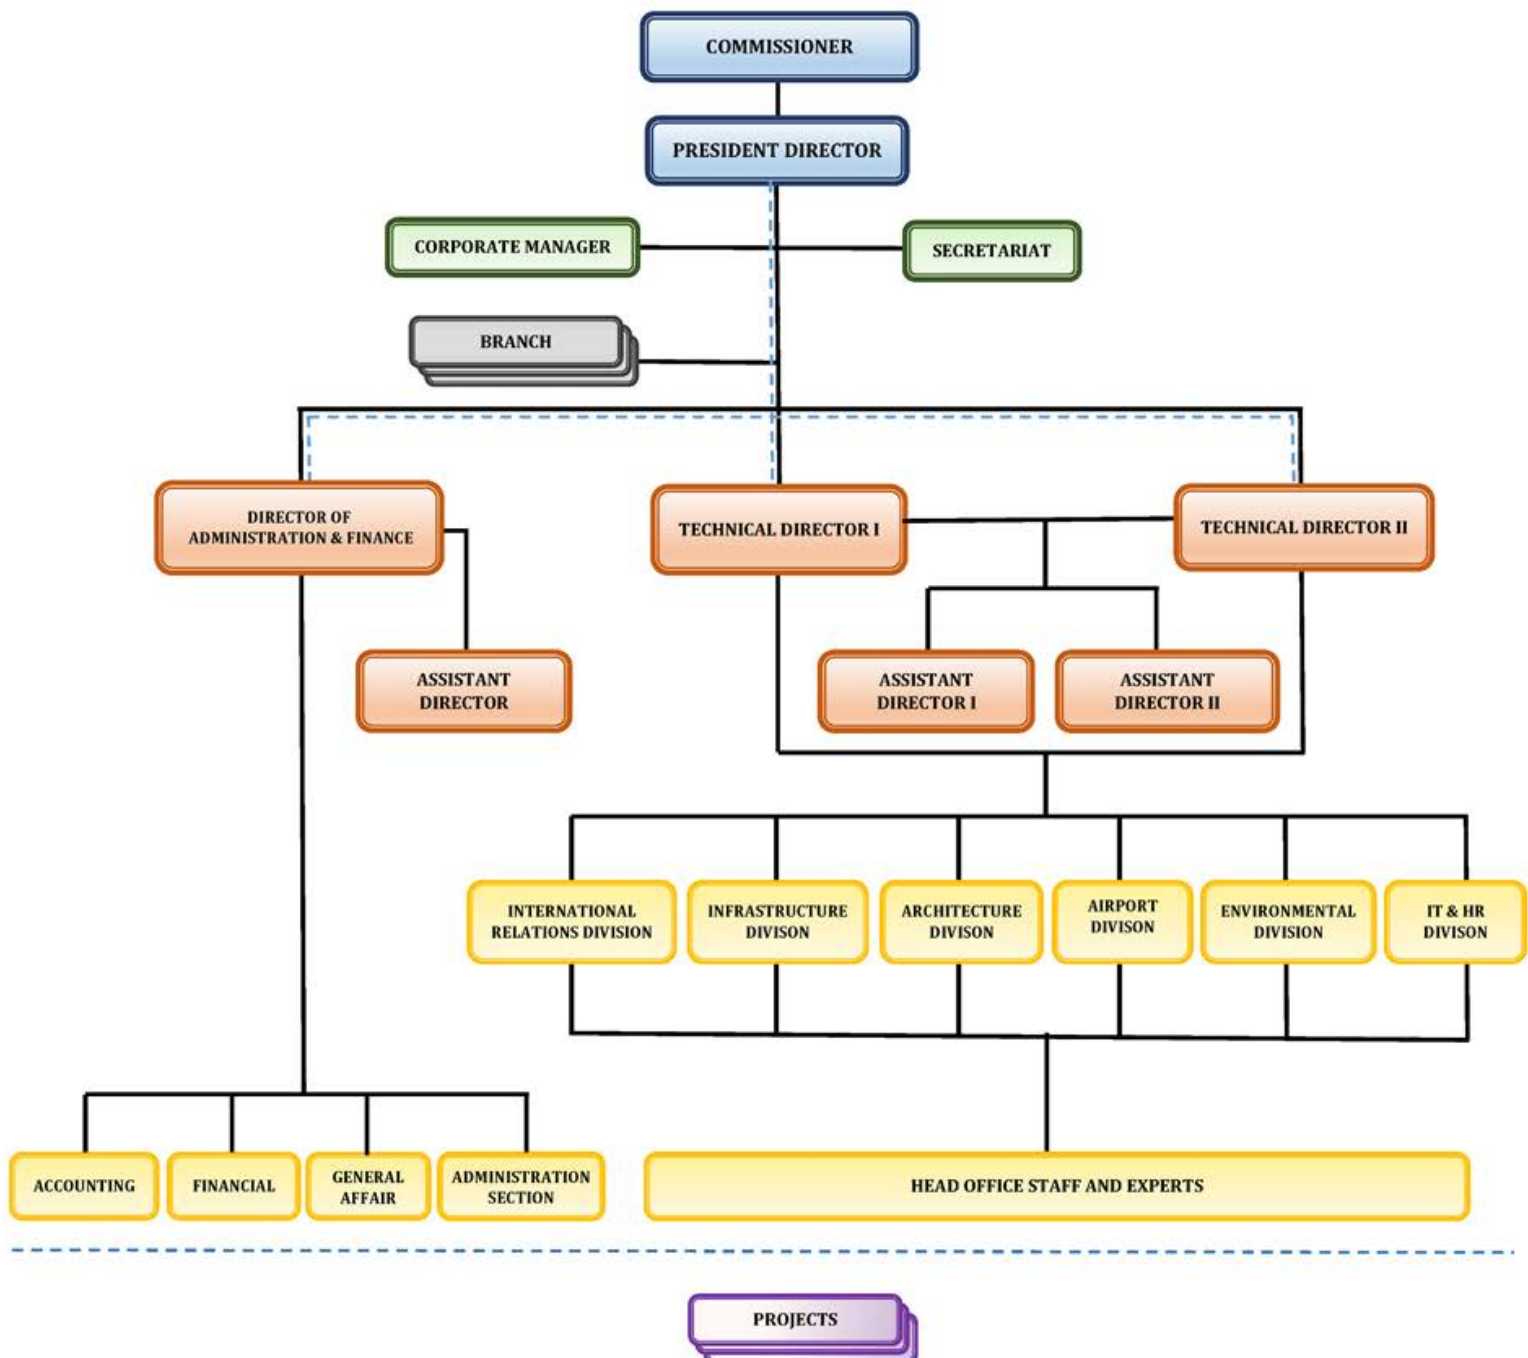 COMMISSIONER
PRESIDENT DIRECTOR
CORPORATE MANAGER
SECRETARIAT
BRANCH
DIRECTOR OF
ADMINISTRATION & FINANCE
TECHNICAL DIRECTOR I
TECHNICAL DIRECTOR II
ASSISTANT
DIRECTOR
ASSISTANT
DIRECTOR I
ASSISTANT
DIRECTOR II
INTERNATIONAL
RELATIONS DIVISION
INFRASTRUCTURE
DIVISON
ARCHITECTURE
DIVISON
AIRPORT
DIVISON
ENVIRONMENTAL
DIVISION
IT & HR
DIVISON
ACCOUNTING
FINANCIAL
GENERAL
AFFAIR
ADMINISTRATION
SECTION
HEAD OFFICE STAFF AND EXPERTS
PROJECTS